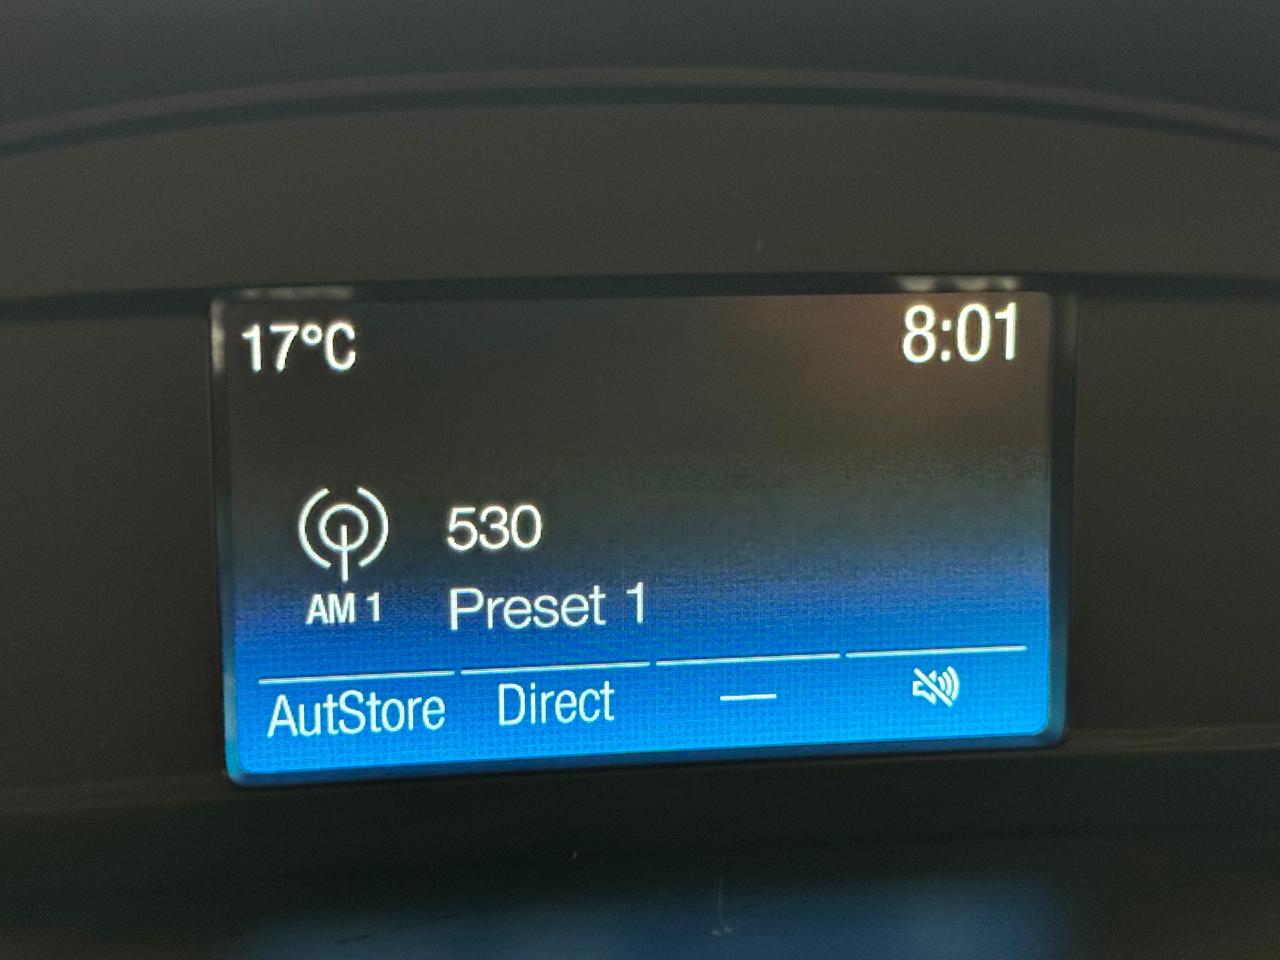 17°C
8:01
530
AM 1
Preset 1
AutStore
Direct
—